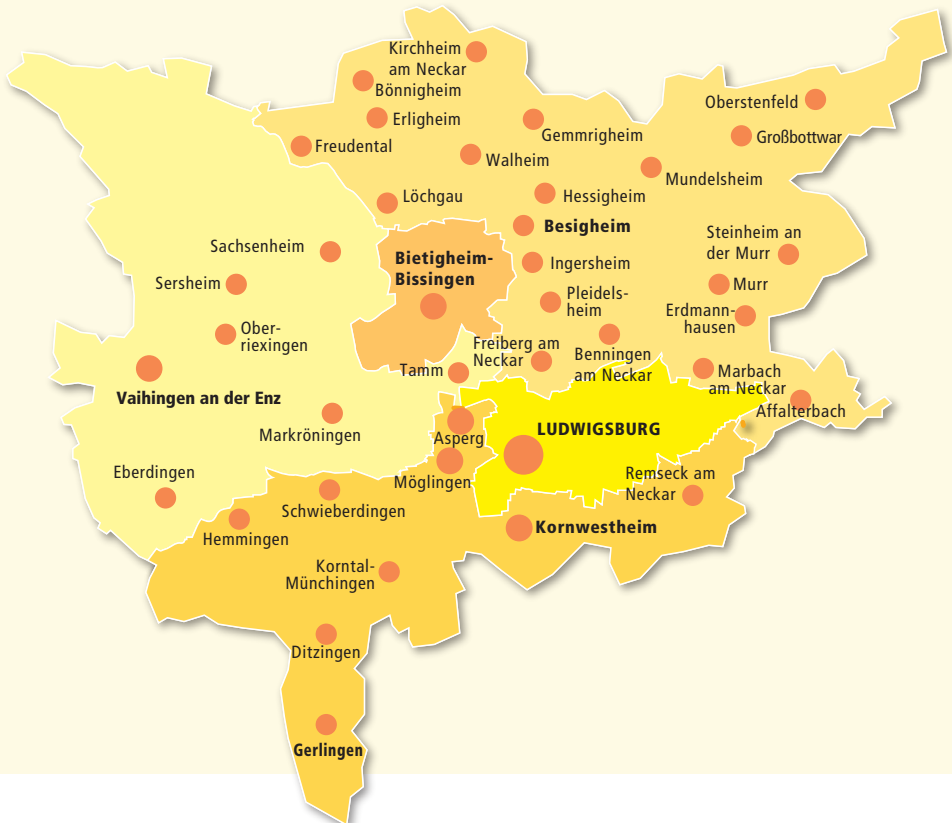 Kirchheim
am Neckar
Bönnigheim
Oberstenfeld
Erligheim
Gemmrigheim
Großbottwar
Freudental
Walheim
Mundelsheim
Löchgau
Hessigheim
Besigheim
Steinheim an
der Murr
Sachsenheim
Bietigheim-
Bissingen
Ingersheim
Sersheim
Murr
Pleidels-
heim
Erdmann-
hausen
Ober-
riexingen
Freiberg am
Neckar
Benningen
am Neckar
Tamm
Marbach
am Neckar
Vaihingen an der Enz
Affalterbach
Markröningen
Asperg
LUDWIGSBURG
Eberdingen
Möglingen
Remseck am
Neckar
Schwieberdingen
Hemmingen
Kornwestheim
Korntal-
Münchingen
Ditzingen
Gerlingen